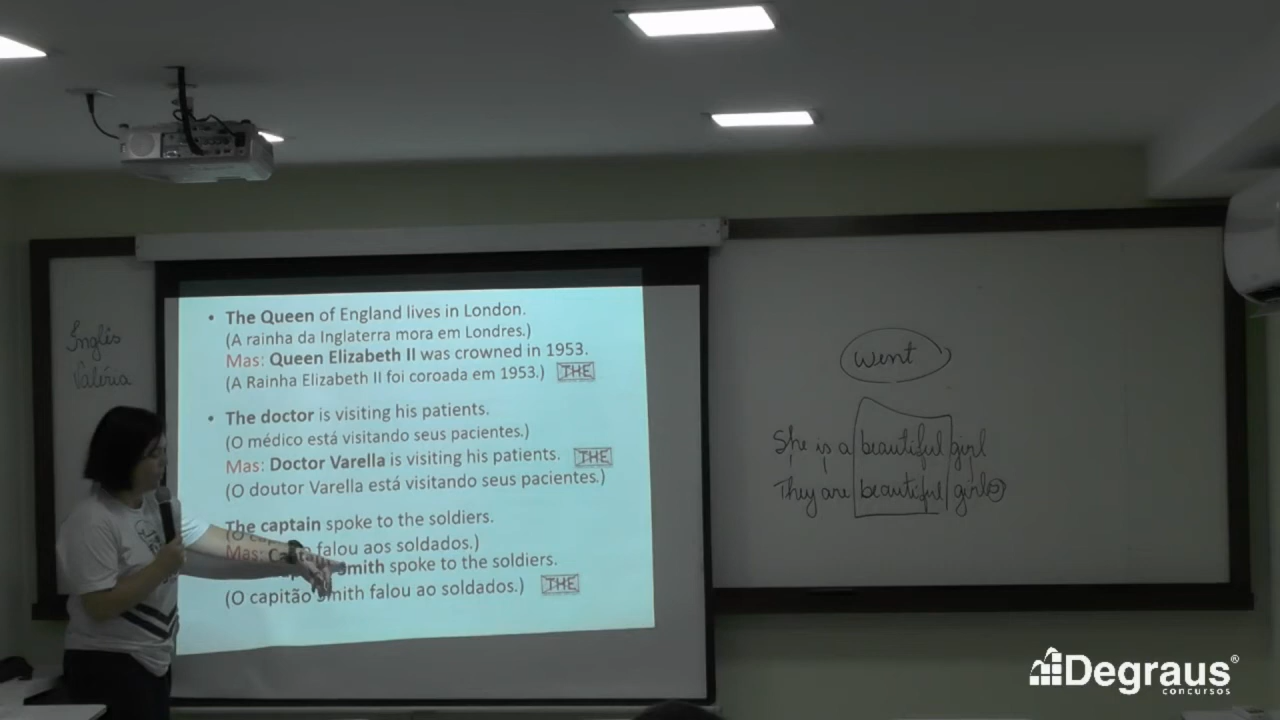 Inglês
Valéria
• The Queen of England lives in London.
(A rainha da Inglaterra mora em Londres.)
Mas: Queen Elizabeth II was crowned in 1953.
(A Rainha Elizabeth II foi coroada em 1953.) THE
• The doctor is visiting his patients.
(O médico está visitando seus pacientes.)
Mas: Doctor Varella is visiting his patients. THE
(O doutor Varella está visitando seus pacientes.)
The captain spoke to the soldiers.
falou aos soldados.)
Mas: Smith spoke to the soldiers.
(O capitão Smith falou ao soldados.) THE
went
She is a beautiful girl
They are beautiful girls
Degraus®
concursos